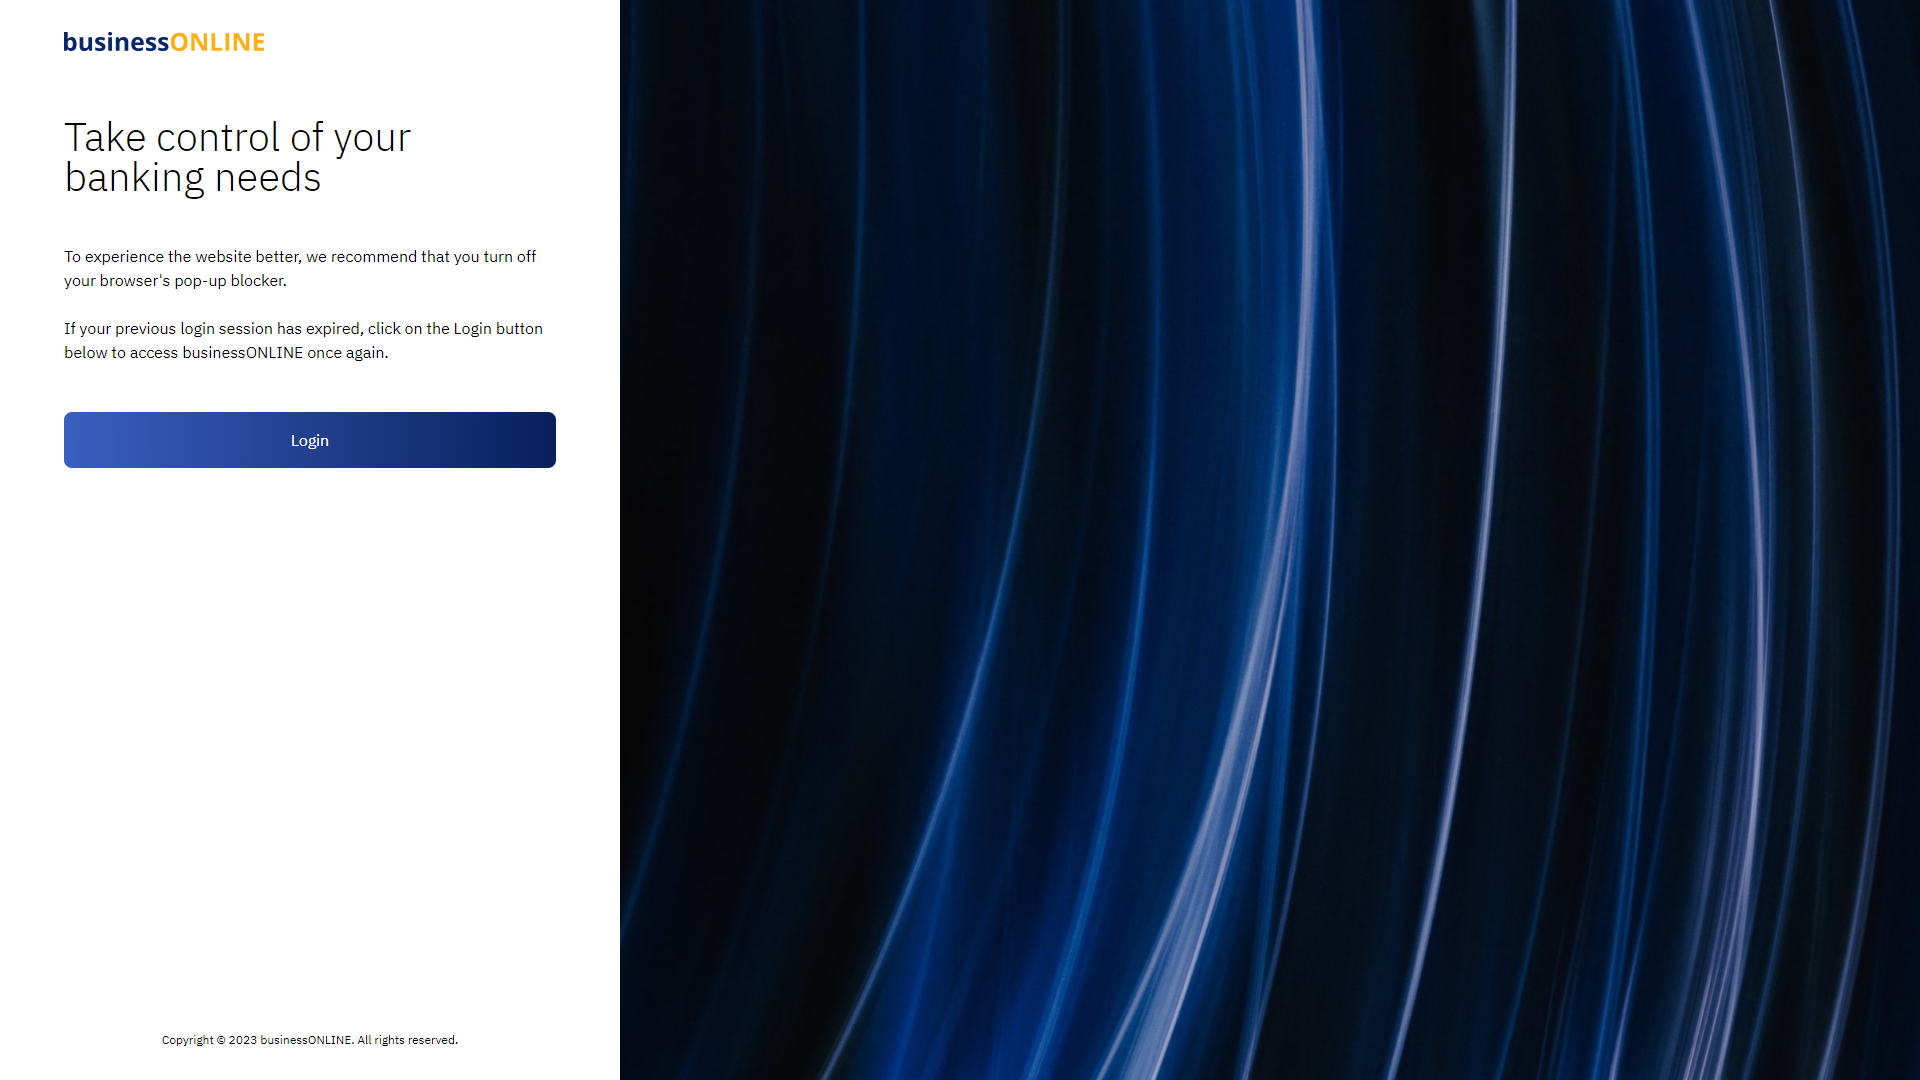 businessONLINE
Take control of your
banking needs
To experience the website better, we recommend that you turn off
your browser's pop-up blocker.
If your previous login session has expired, click on the Login button
below to access businessONLINE once again.
Login
Copyright © 2023 businessONLINE. All rights reserved.